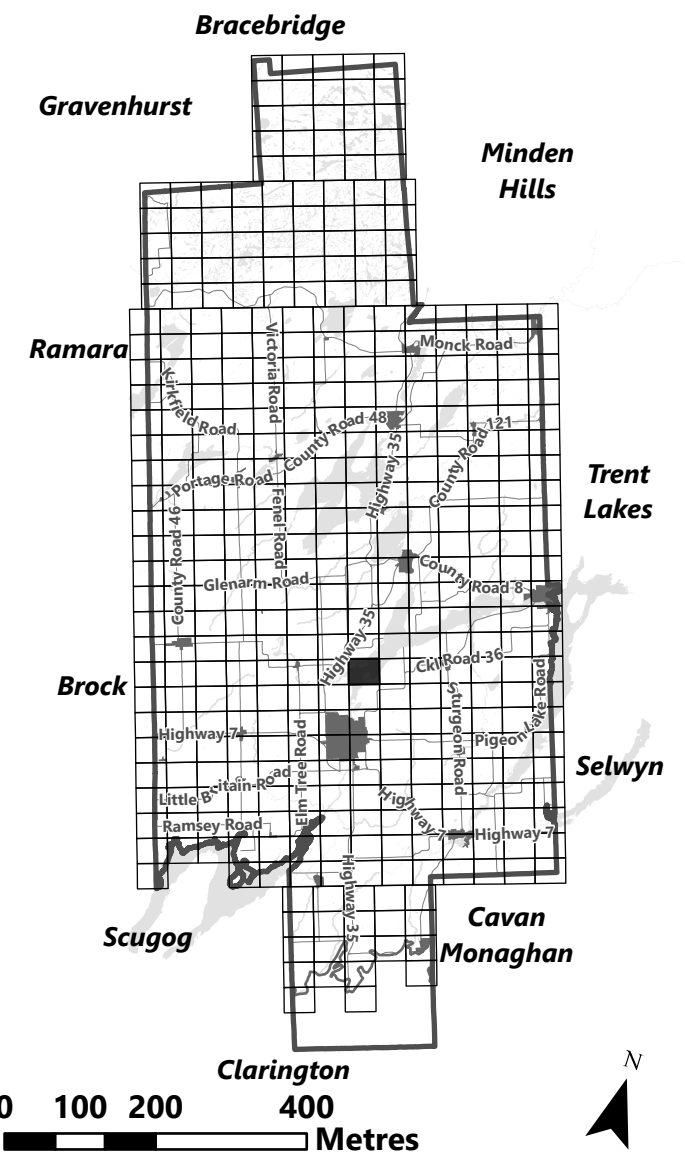 Bracebridge
Gravenhurst
Minden
Hills
Ramara
Monck Road
Victoria Road
Kirkfield Road
County Road 48
County Road 121
Highway 35
Portage Road
Trent
Lakes
Fenel Road
County Road 46
County Road 8
Glenarm Road
Highway 35
Ckl Road 36
Brock
Sturgeon Road
Pigeon Lake Road
Highway 7
Elm Tree Road
Selwyn
Little Britain Road
Highway 7
Highway 7
Ramsey Road
Highway 35
Cavan
Monaghan
Scugog
Clarington
N
0 100 200 400
Metres